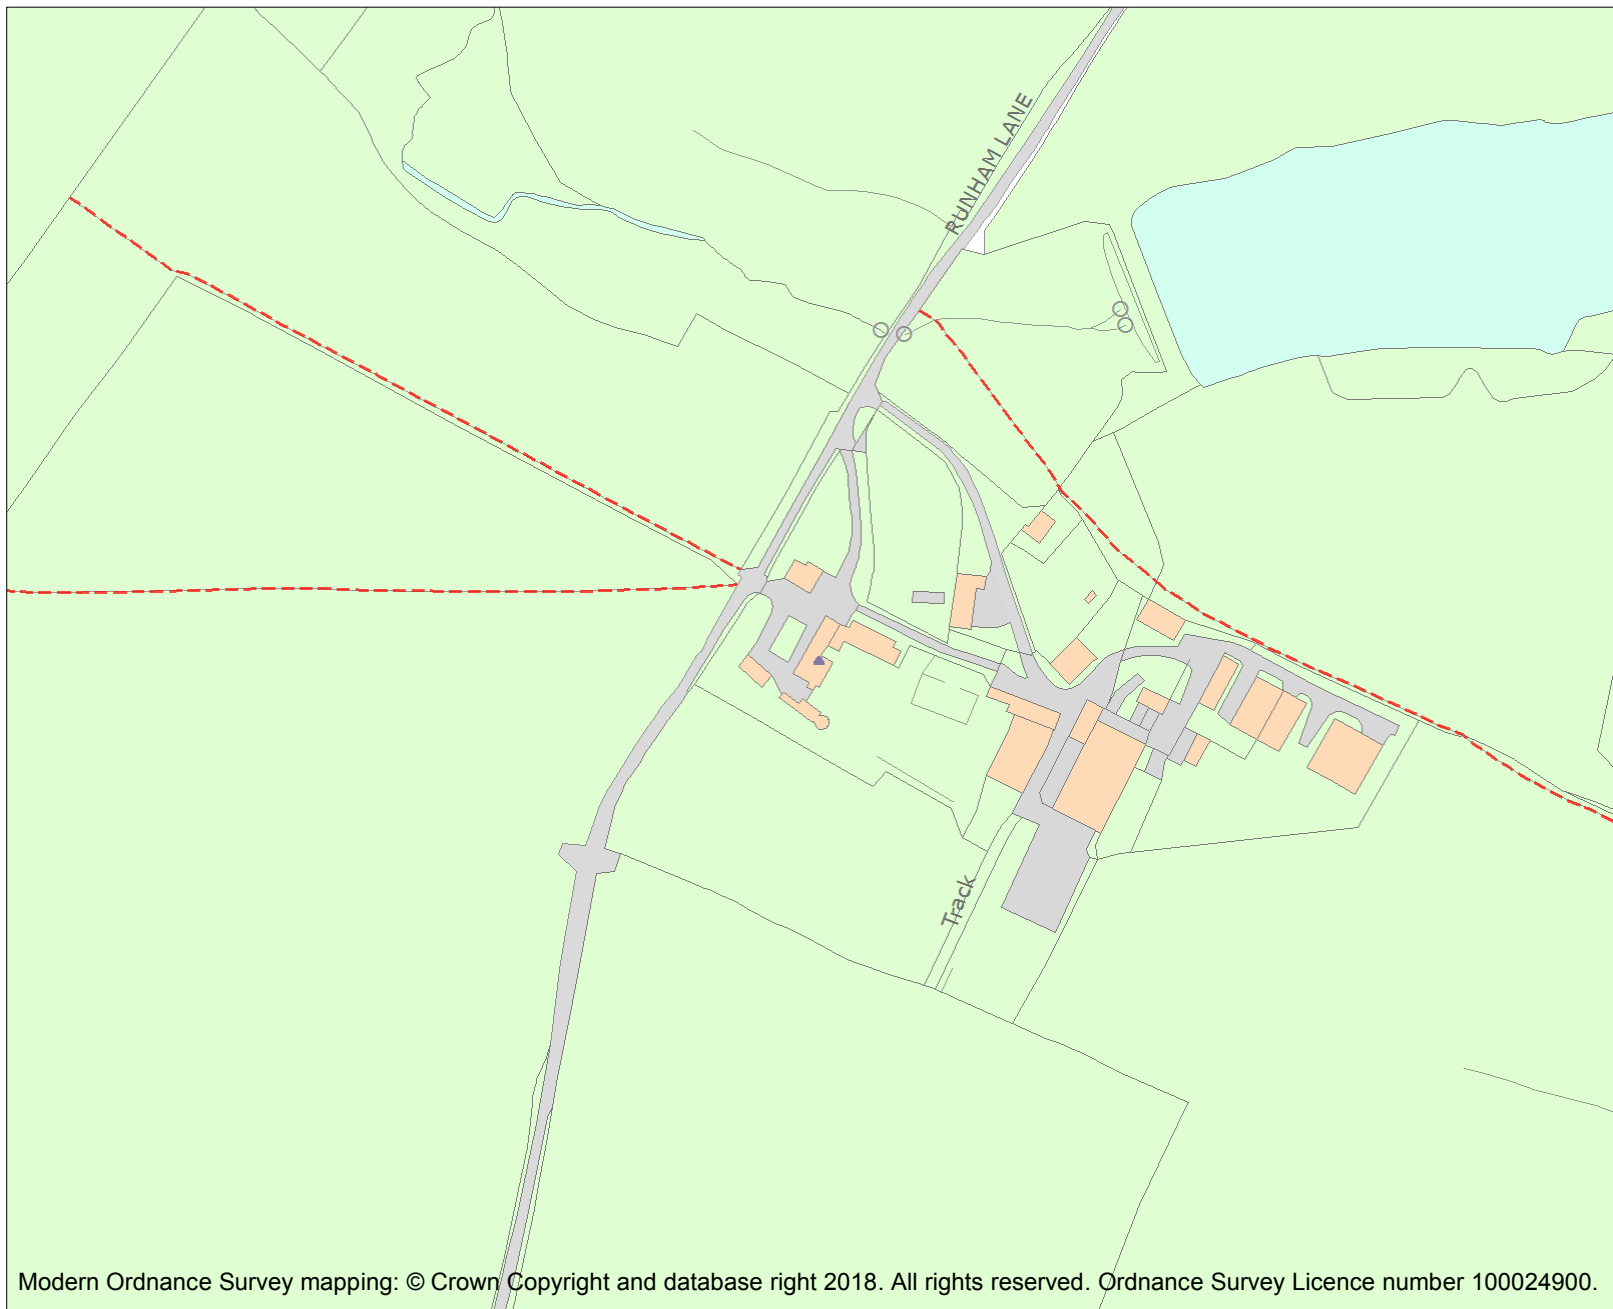 RUNHAM LANE
Track
Modern Ordnance Survey mapping: © Crown Copyright and database right 2018. All rights reserved. Ordnance Survey Licence number 100024900.